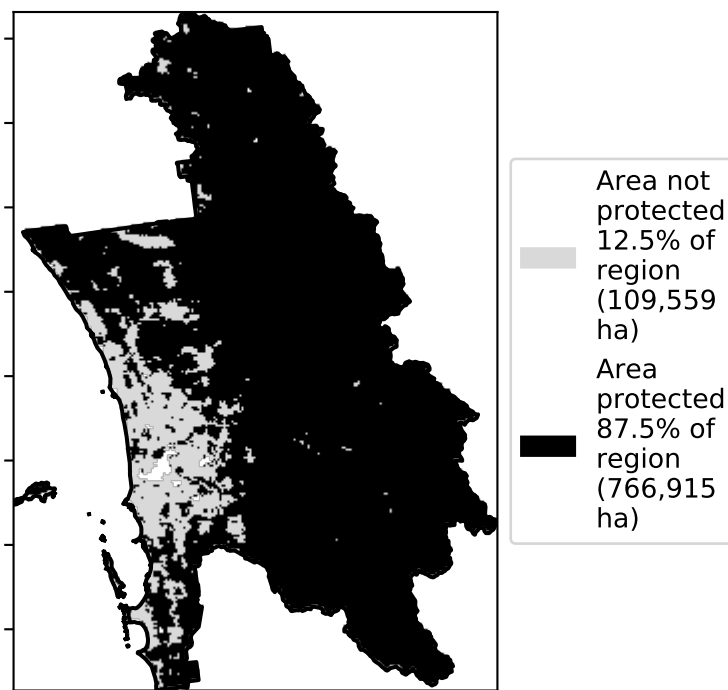 Area not
protected
12.5% of
region
(109,559
ha)
Area
protected
87.5% of
region
(766,915
ha)